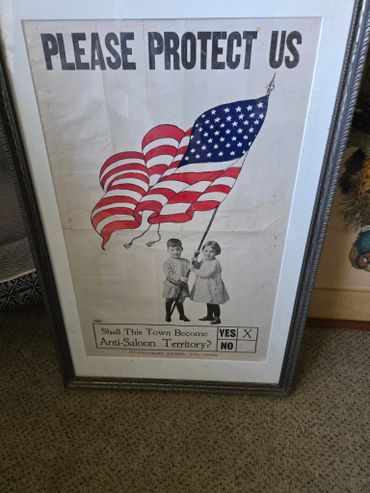 PLEASE PROTECT US
Shall This Town Become
Anti-Saloon Territory?
YES X
NO